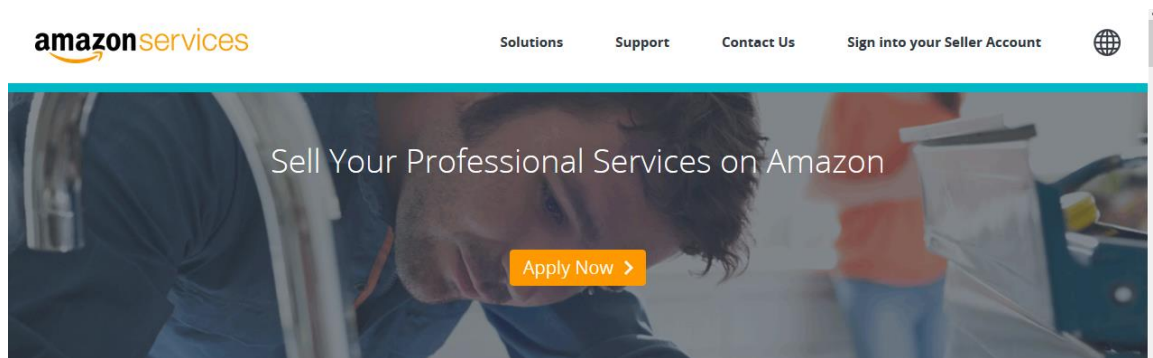 amazonservices
Solutions Support Contact Us Sign into your Seller Account
Sell Your Professional Services on Amazon
Apply Now